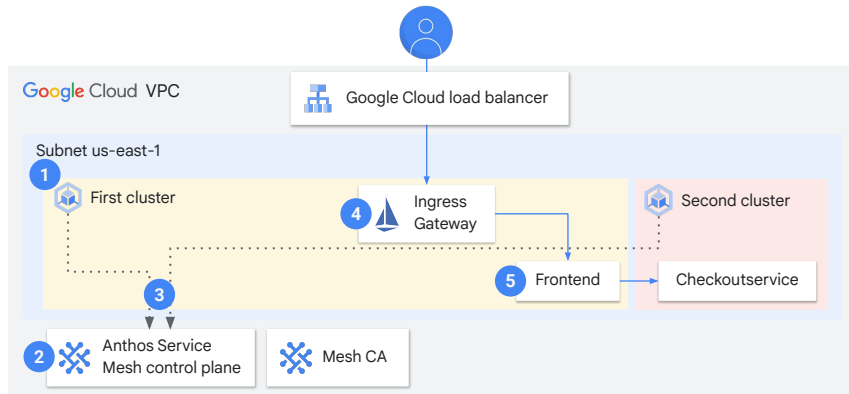 Google Cloud VPC
Google Cloud load balancer
Subnet us-east-1
1
First cluster
4
Ingress
Gateway
Second cluster
3
5
Frontend
Checkoutservice
2
Anthos Service
Mesh control plane
Mesh CA